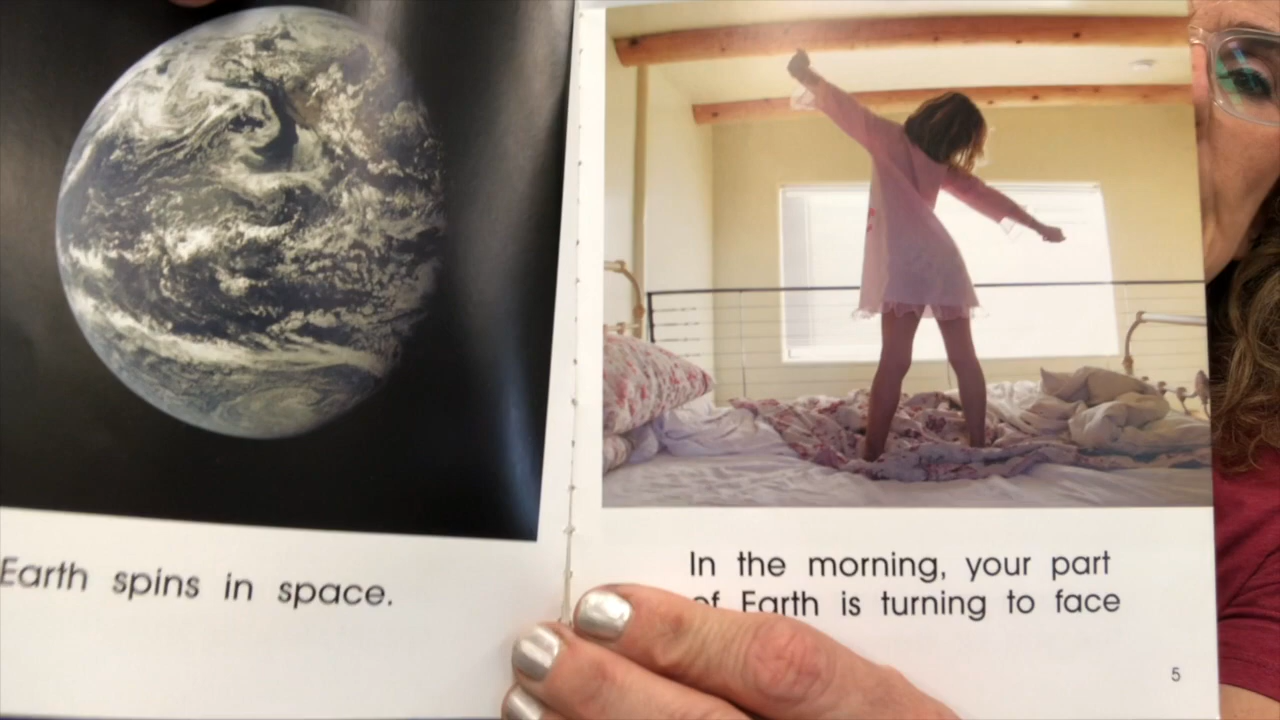 Earth spins in space.
In the morning, your part
of Earth is turning to face
5